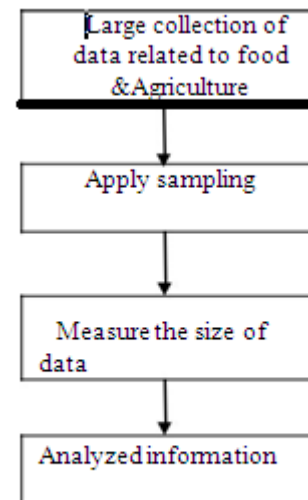 Large collection of
data related to food
&Agriculture
Apply sampling
Measure the size of
data
Analyzed information